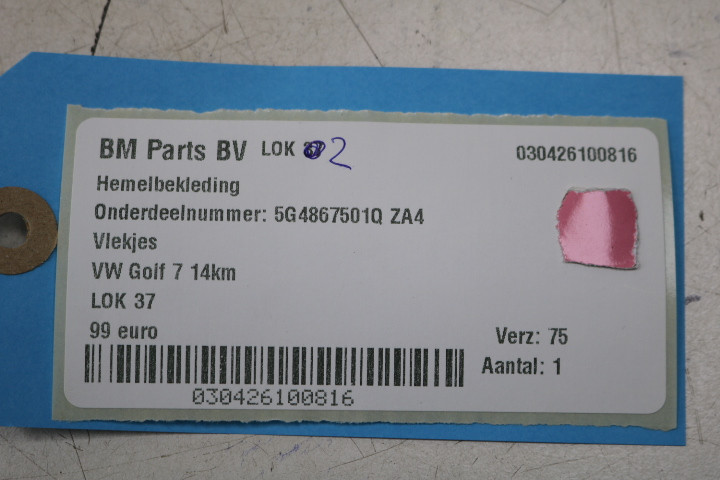 BM Parts BV LOK 02
030426100816
Hemelbekleding
Onderdeelnummer: 5G4867501Q ZA4
Vlekjes
VW Golf 7 14km
LOK 37
99 euro
Verz: 75
Aantal: 1
030426100816